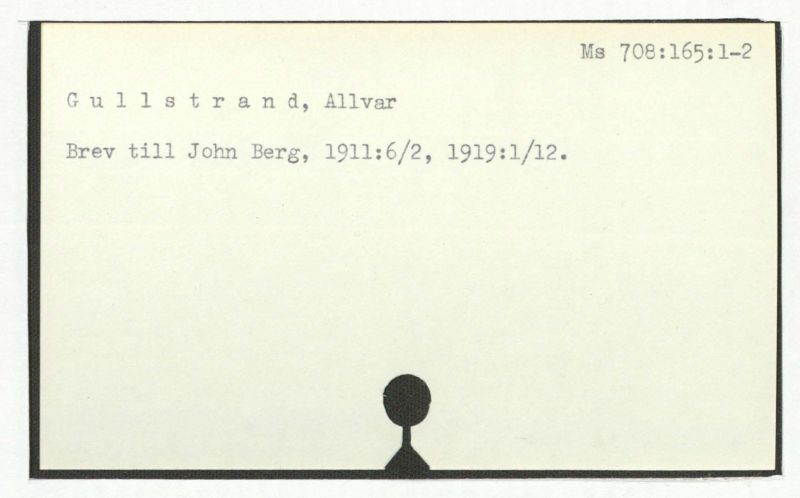 Ms 708:165:1-2
G u l l s t r a n d, Allvar
Brev till John Berg, 1911:6/2, 1919:1/12.